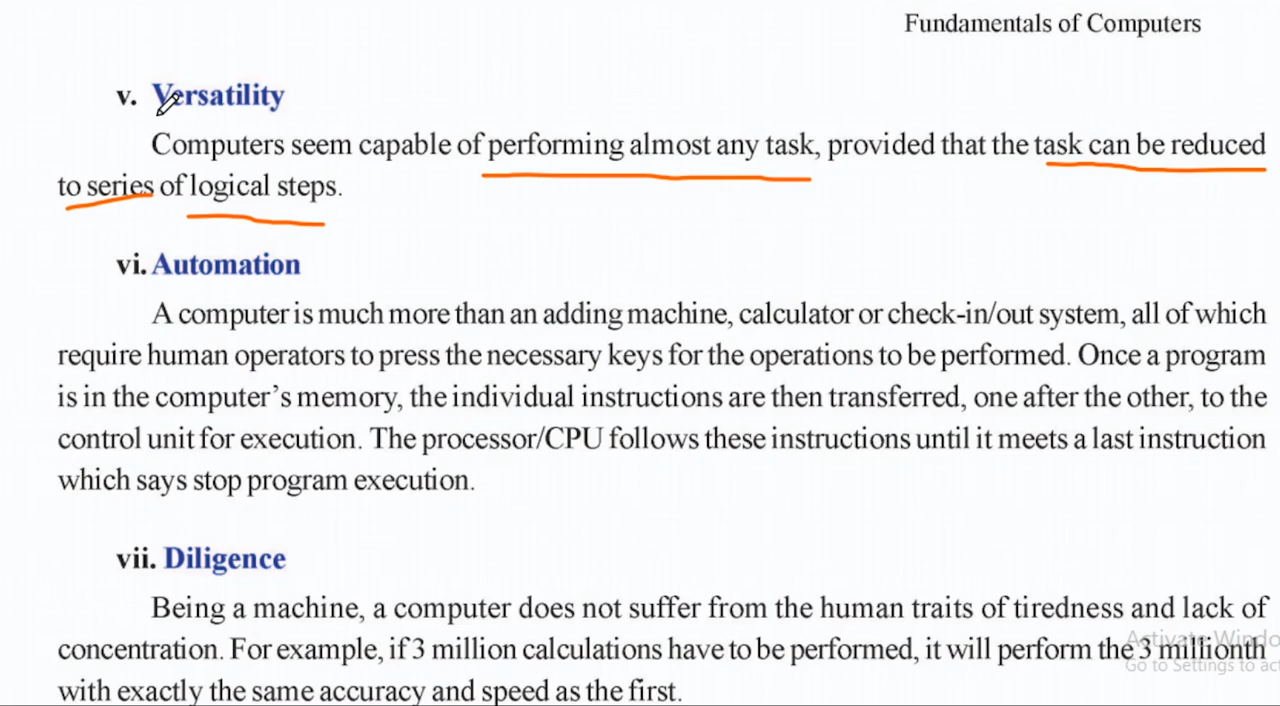 Fundamentals of Computers
v. Versatility
Computers seem capable of performing almost any task, provided that the task can be reduced
to series of logical steps.
vi. Automation
A computer is much more than an adding machine, calculator or check-in/out system, all of which
require human operators to press the necessary keys for the operations to be performed. Once a program
is in the computer's memory, the individual instructions are then transferred, one after the other, to the
control unit for execution. The processor/CPU follows these instructions until it meets a last instruction
which says stop program execution.
vii. Diligence
Being a machine, a computer does not suffer from the human traits of tiredness and lack of
concentration. For example, if 3 million calculations have to be performed, it will perform the 3 millionth
with exactly the same accuracy and speed as the first.
Activate Windo
Go to Settings to act